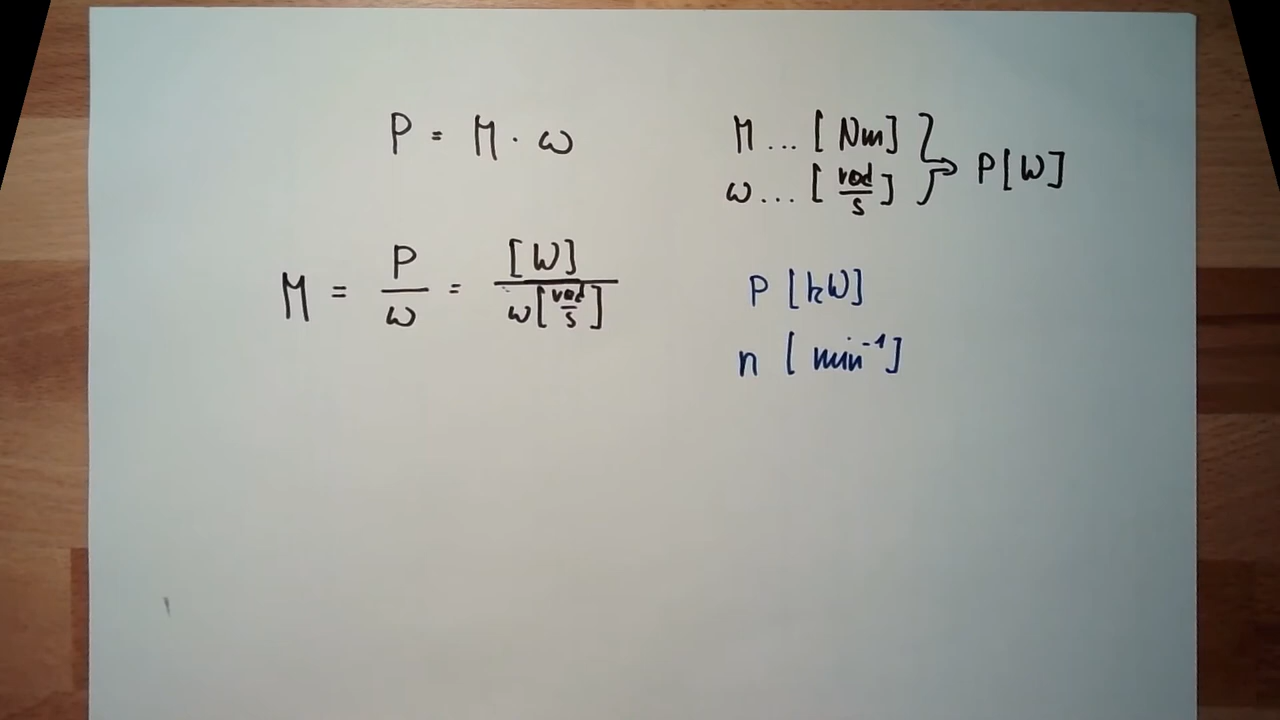 P = M · ω
M ... [Nm]
ω ... [rad/s] } ⇒ P[W]
M = P/ω = [W]/ω[rad/s]
P [kW]
n [min⁻¹]